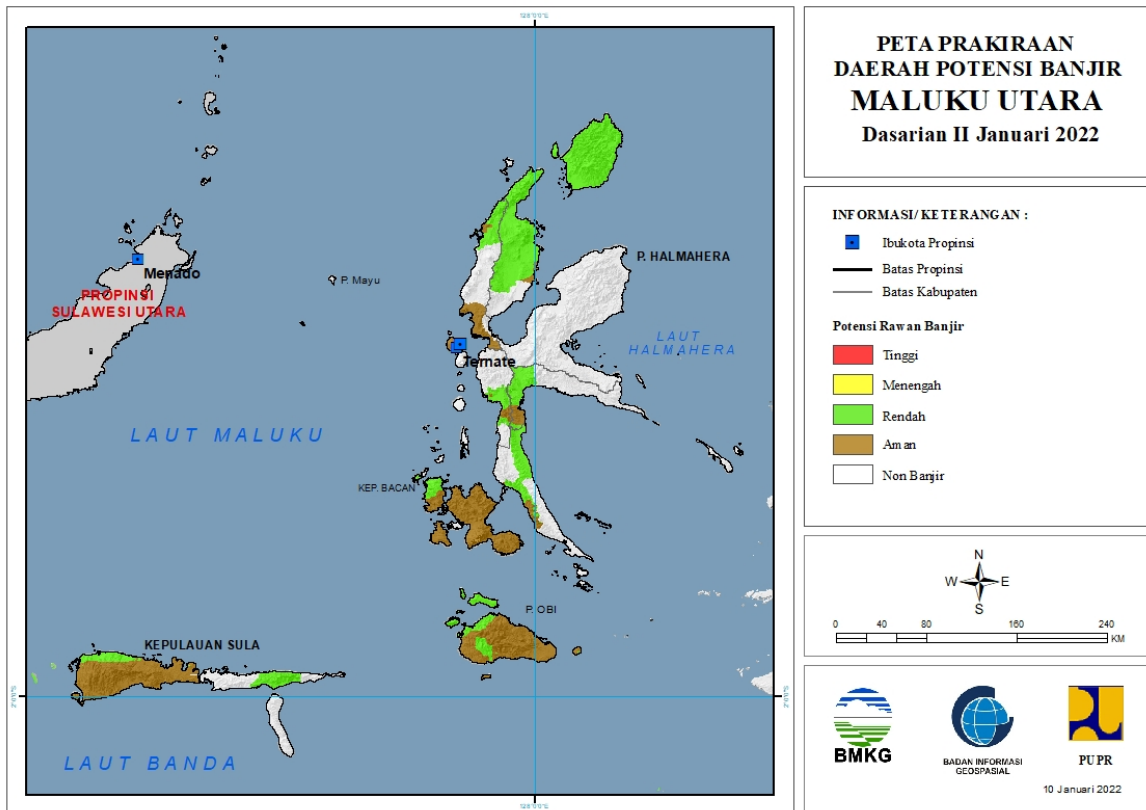 PETA PRAKIRAAN
DAERAH POTENSI BANJIR
MALUKU UTARA
Dasarian II Januari 2022
INFORMASI/ KETERANGAN :
Ibukota Propinsi
Batas Propinsi
Batas Kabupaten
Potensi Rawan Banjir
Tinggi
Menengah
Rendah
Aman
Non Banjir
N
W E
S
0 40 80 160 240
KM
BMKG
BADAN INFORMASI
GEOSPASIAL
PUPR
10 Januari 2022
128°0'0"E
P. HALMAHERA
Menado
P. Mayu
PROPINSI
SULAWESI UTARA
LAUT
HALMAHERA
Ternate
LAUT MALUKU
KEP. BACAN
P. OBI
KEPULAUAN SULA
LAUT BANDA